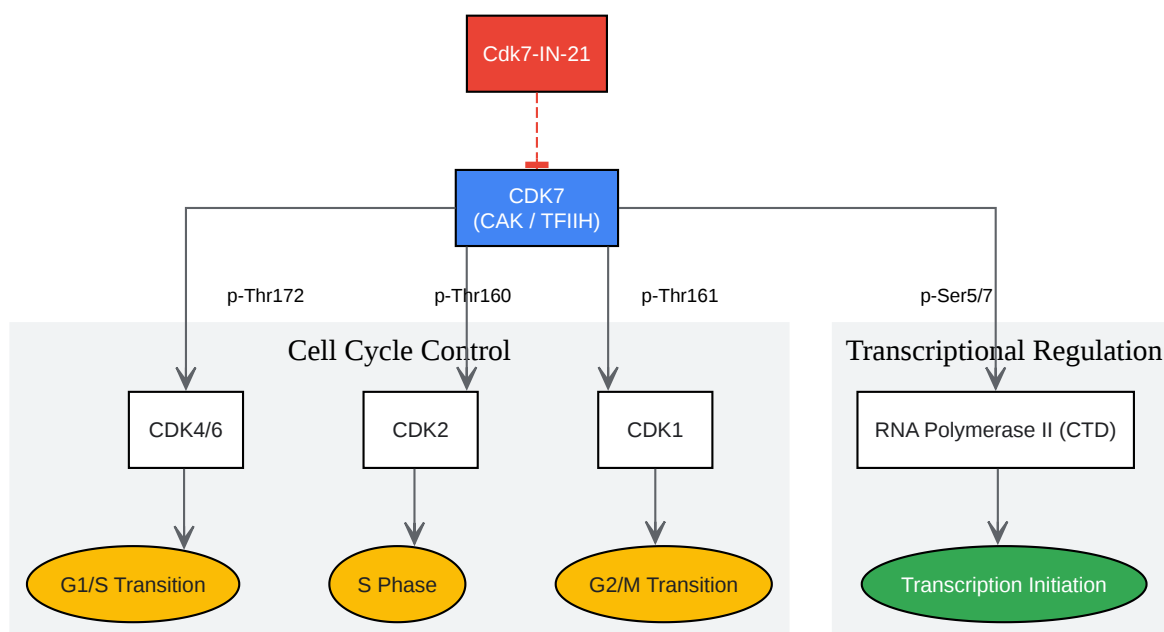 Cdk7-IN-21
CDK7
(CAK / TFIIH)
p-Thr172
p-Thr160
p-Thr161
p-Ser5/7
Cell Cycle Control
Transcriptional Regulation
CDK4/6
CDK2
CDK1
RNA Polymerase II (CTD)
G1/S Transition
S Phase
G2/M Transition
Transcription Initiation